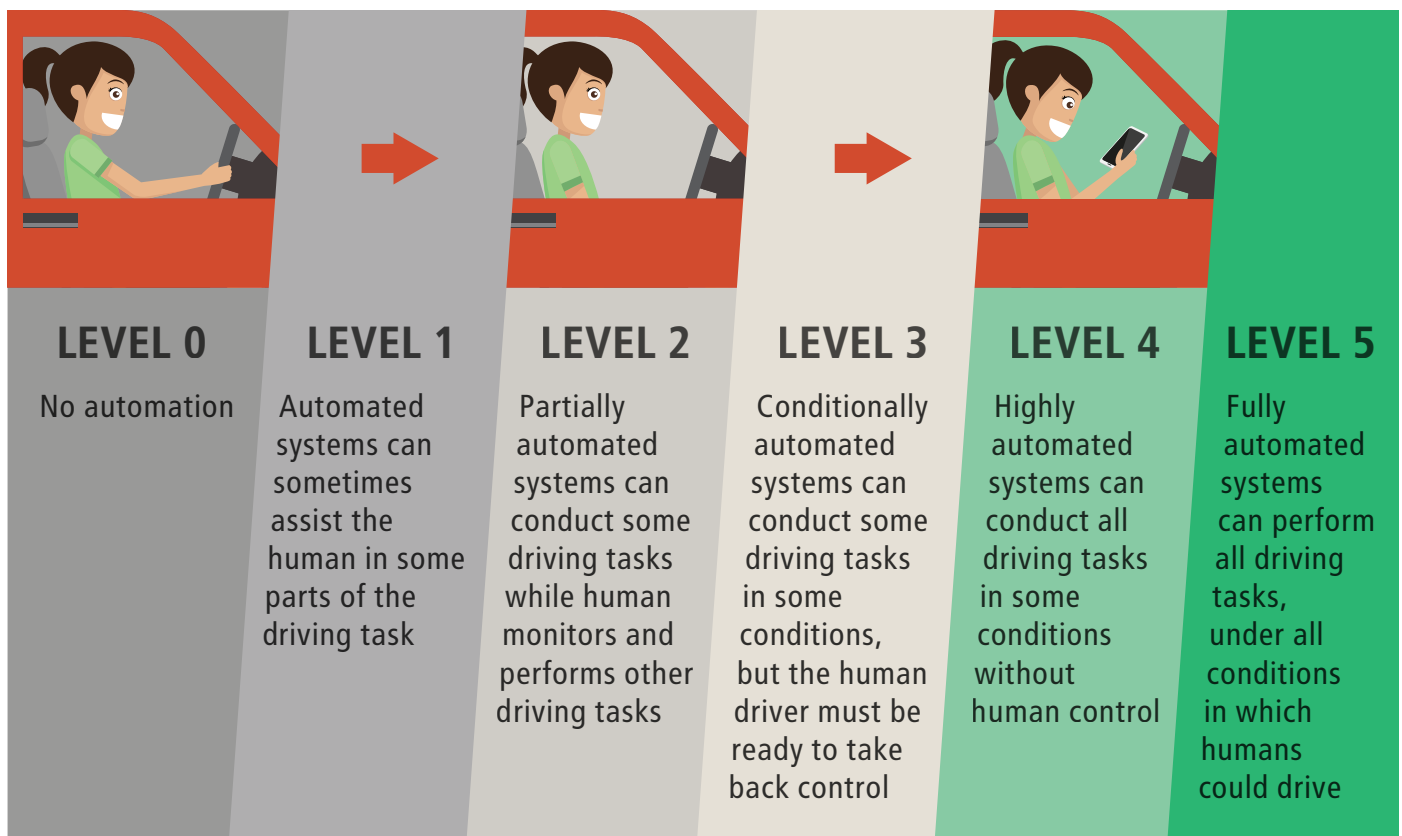 LEVEL 0
No automation
LEVEL 1
Automated
systems can
sometimes
assist the
human in some
parts of the
driving task
LEVEL 2
Partially
automated
systems can
conduct some
driving tasks
while human
monitors and
performs other
driving tasks
LEVEL 3
Conditionally
automated
systems can
conduct some
driving tasks
in some
conditions,
but the human
driver must be
ready to take
back control
LEVEL 4
Highly
automated
systems can
conduct all
driving tasks
in some
conditions
without
human control
LEVEL 5
Fully
automated
systems
can perform
all driving
tasks,
under all
conditions
in which
humans
could drive